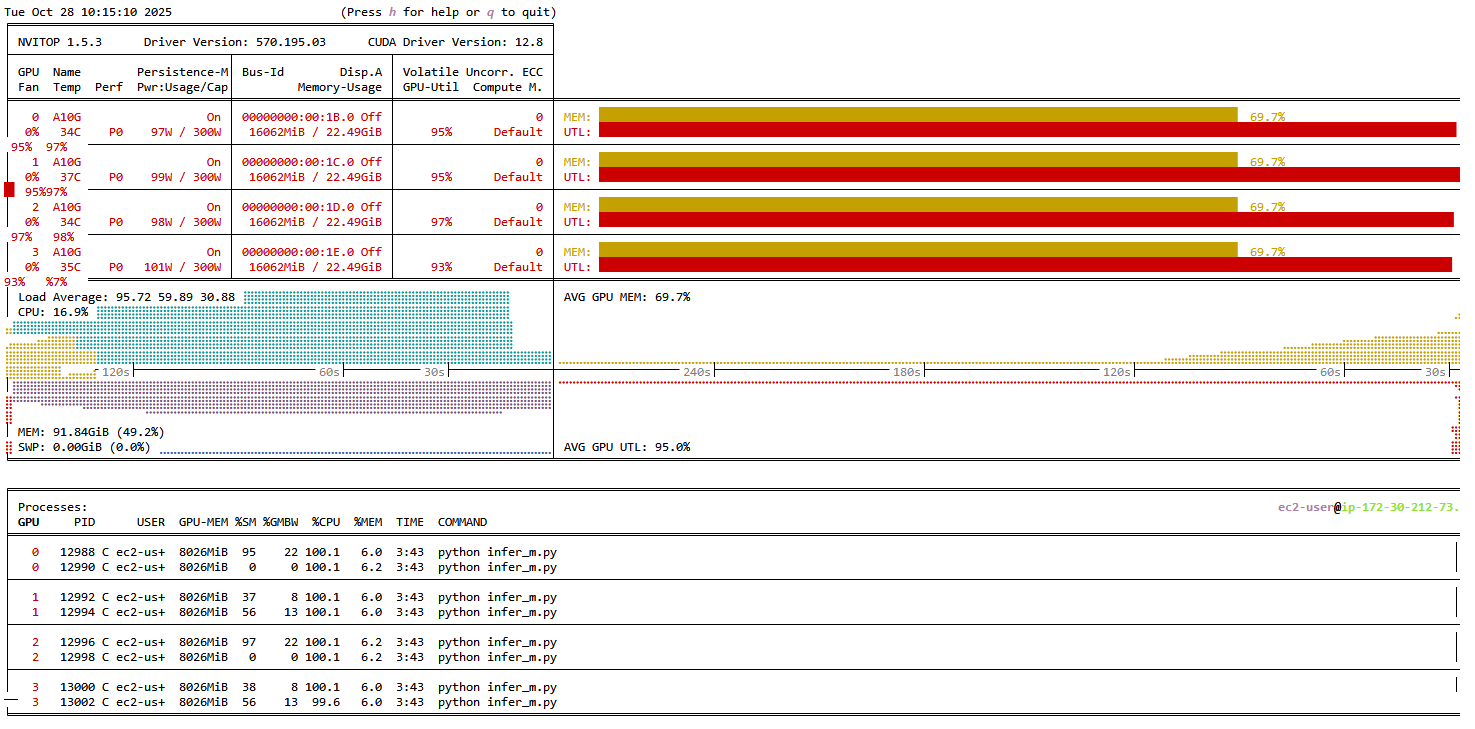 Tue Oct 28 10:15:10 2025 (Press h for help or q to quit)
NVITOP 1.5.3 Driver Version: 570.195.03 CUDA Driver Version: 12.8
GPU Name Persistence-M Bus-Id Disp.A Volatile Uncorr. ECC
Fan Temp Perf Pwr:Usage/Cap Memory-Usage GPU-Util Compute M.
0 A10G On 00000000:00:1B.0 Off 0 MEM: 69.7%
0% 34C P0 97W / 300W 16062MiB / 22.49GiB 95% Default UTL:
95% 97%
1 A10G On 00000000:00:1C.0 Off 0 MEM: 69.7%
0% 37C P0 99W / 300W 16062MiB / 22.49GiB 95% Default UTL:
95%97%
2 A10G On 00000000:00:1D.0 Off 0 MEM: 69.7%
0% 34C P0 98W / 300W 16062MiB / 22.49GiB 97% Default UTL:
97% 98%
3 A10G On 00000000:00:1E.0 Off 0 MEM: 69.7%
0% 35C P0 101W / 300W 16062MiB / 22.49GiB 93% Default UTL:
93% %7%
Load Average: 95.72 59.89 30.88 AVG GPU MEM: 69.7%
CPU: 16.9%
120s 60s 30s 240s 180s 120s 60s 30s
MEM: 91.84GiB (49.2%)
SWP: 0.00GiB (0.0%) AVG GPU UTL: 95.0%
Processes: ec2-user@ip-172-30-212-73.
GPU PID USER GPU-MEM %SM %GMBW %CPU %MEM TIME COMMAND
0 12988 C ec2-us+ 8026MiB 95 22 100.1 6.0 3:43 python infer_m.py
0 12990 C ec2-us+ 8026MiB 0 0 100.1 6.2 3:43 python infer_m.py
1 12992 C ec2-us+ 8026MiB 37 8 100.1 6.0 3:43 python infer_m.py
1 12994 C ec2-us+ 8026MiB 56 13 100.1 6.0 3:43 python infer_m.py
2 12996 C ec2-us+ 8026MiB 97 22 100.1 6.2 3:43 python infer_m.py
2 12998 C ec2-us+ 8026MiB 0 0 100.1 6.2 3:43 python infer_m.py
3 13000 C ec2-us+ 8026MiB 38 8 100.1 6.0 3:43 python infer_m.py
3 13002 C ec2-us+ 8026MiB 56 13 99.6 6.0 3:43 python infer_m.py